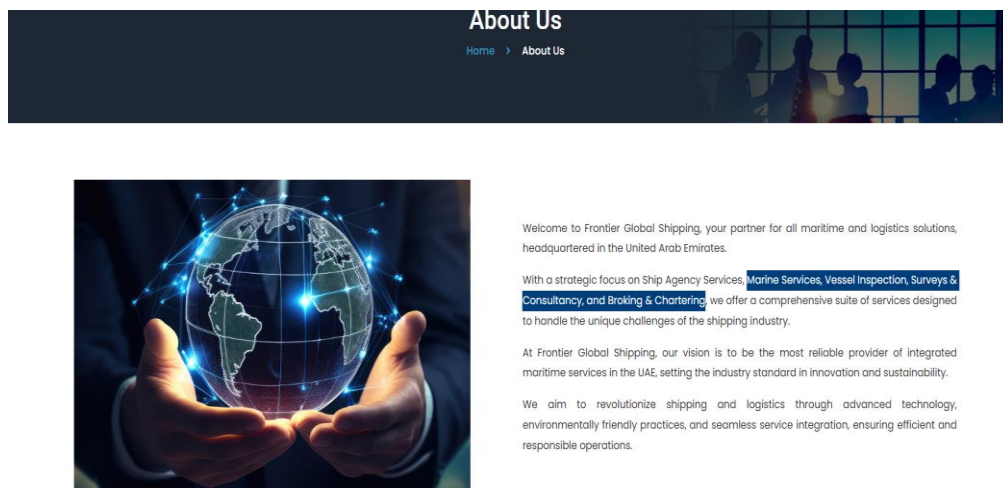 About Us
Home > About Us
Welcome to Frontier Global Shipping, your partner for all maritime and logistics solutions,
headquartered in the United Arab Emirates.
With a strategic focus on Ship Agency Services, Marine Services, Vessel Inspection, Surveys &
Consultancy, and Broking & Chartering, we offer a comprehensive suite of services designed
to handle the unique challenges of the shipping industry.
At Frontier Global Shipping, our vision is to be the most reliable provider of integrated
maritime services in the UAE, setting the industry standard in innovation and sustainability.
We aim to revolutionize shipping and logistics through advanced technology,
environmentally friendly practices, and seamless service integration, ensuring efficient and
responsible operations.